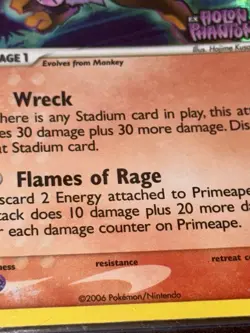 EX HOLON
PHANTOMS
AGE 1
Evolves from Mankey
Illus. Hajime Kus
Wreck
here is any Stadium card in play, this at
es 30 damage plus 30 more damage. Dis
at Stadium card.
Flames of Rage
scard 2 Energy attached to Primeape
tack does 10 damage plus 20 more da
r each damage counter on Primeape.
ness
resistance
retreat co
©2006 Pokémon/Nintendo